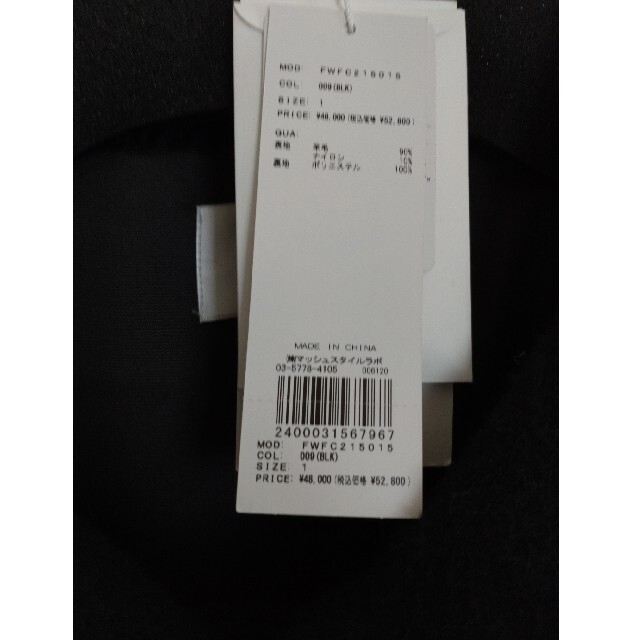 MOD: FWFC215015
COL: 009(BLK)
SIZE: 1
PRICE: ¥48,000(税込価格 ¥52,800)
QUA:
表地 羊毛 90%
ナイロン 10%
裏地 ポリエステル 100%
MADE IN CHINA
㈱マッシュスタイルラボ
03-5778-4105 006120
2400031567967
MOD: FWFC215015
COL: 009(BLK)
SIZE: 1
PRICE: ¥48,000(税込価格 ¥52,800)